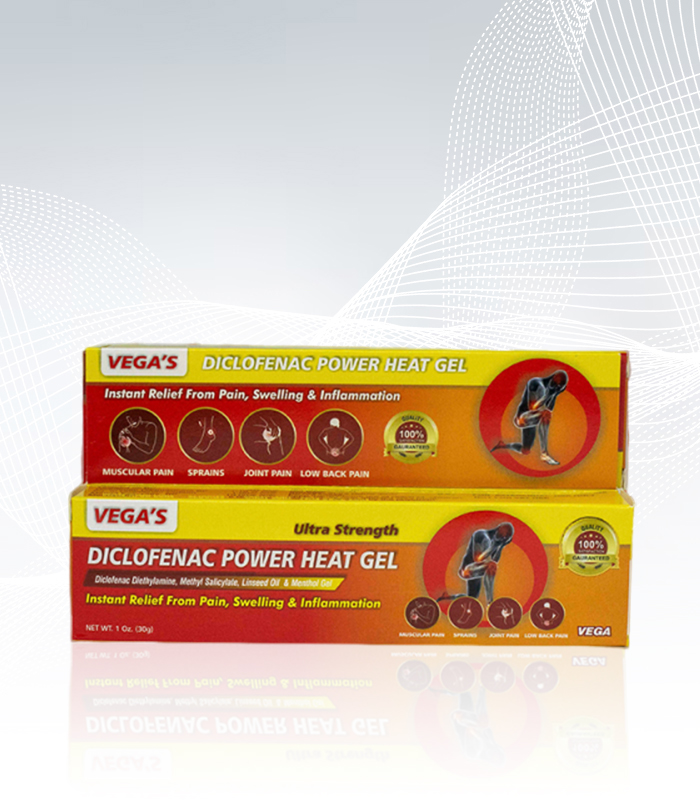 VEGA'S
DICLOFENAC POWER HEAT GEL
Instant Relief From Pain, Swelling & Inflammation
MUSCULAR PAIN
SPRAINS
JOINT PAIN
LOW BACK PAIN
QUALITY
100%
SATISFACTION
GAURANTEED
VEGA'S
Ultra Strength
DICLOFENAC POWER HEAT GEL
Diclofenac Diethylamine, Methyl Salicylate, Linseed Oil & Menthol Gel
Instant Relief From Pain, Swelling & Inflammation
NET WT. 1 Oz. (30g)
MUSCULAR PAIN
SPRAINS
JOINT PAIN
LOW BACK PAIN
QUALITY
100%
SATISFACTION
GAURANTEED
VEGA